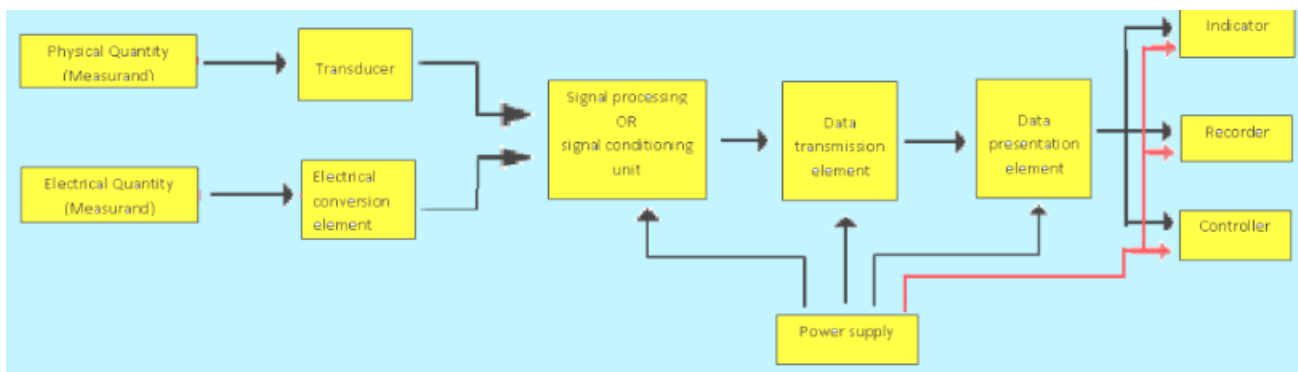 Physical Quantity
(Measurand)
Transducer
Electrical Quantity
(Measurand)
Electrical
conversion
element
Signal processing
OR
signal conditioning
unit
Data
transmission
element
Data
presentation
element
Indicator
Recorder
Controller
Power supply